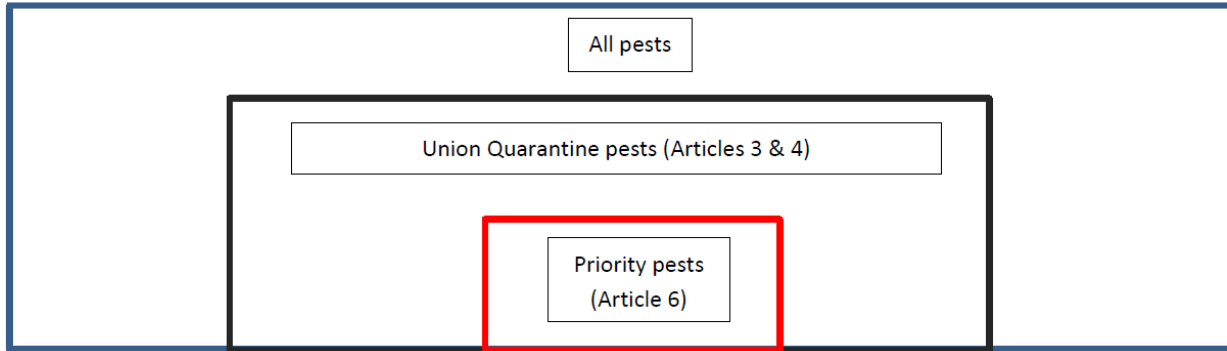 All pests
Union Quarantine pests (Articles 3 & 4)
Priority pests
(Article 6)